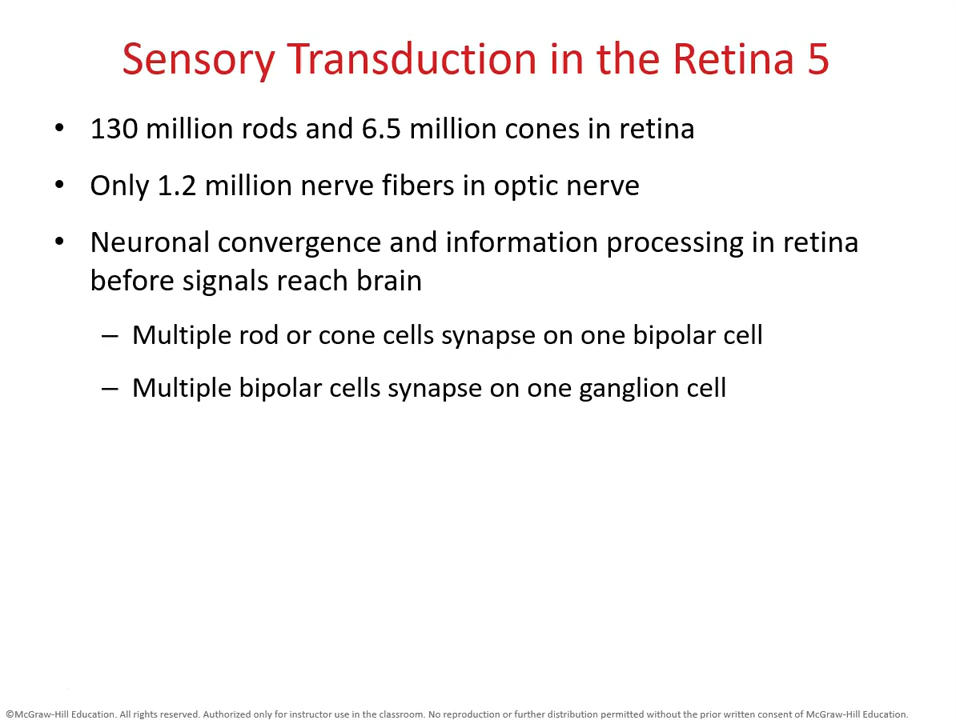 Sensory Transduction in the Retina 5
• 130 million rods and 6.5 million cones in retina
• Only 1.2 million nerve fibers in optic nerve
• Neuronal convergence and information processing in retina
before signals reach brain
– Multiple rod or cone cells synapse on one bipolar cell
– Multiple bipolar cells synapse on one ganglion cell
©McGraw-Hill Education. All rights reserved. Authorized only for instructor use in the classroom. No reproduction or further distribution permitted without the prior written consent of McGraw-Hill Education.